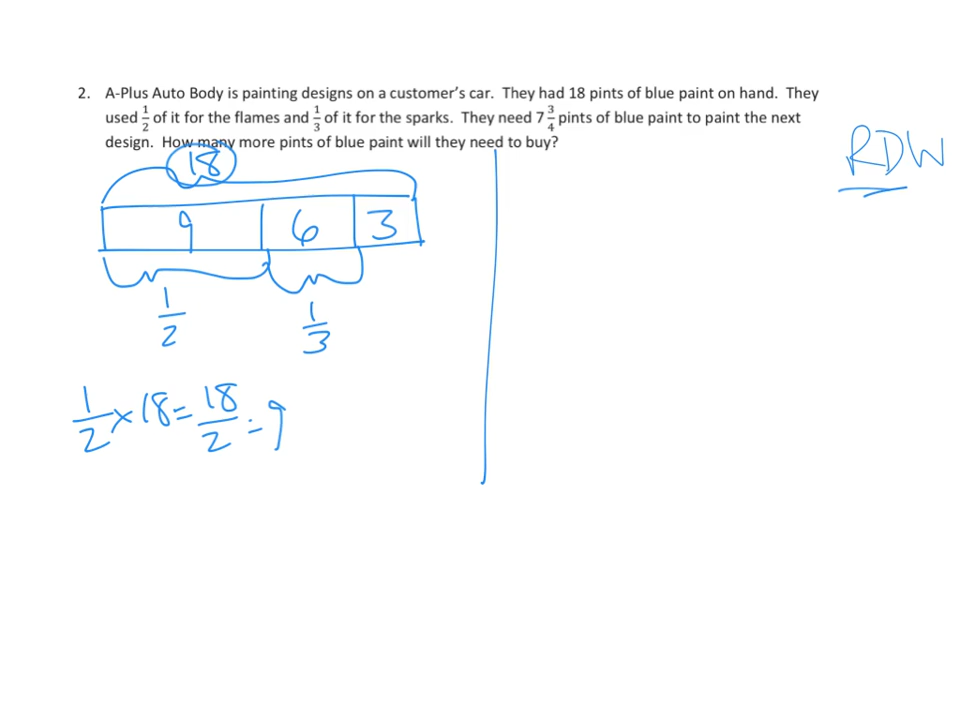 2. A-Plus Auto Body is painting designs on a customer's car. They had 18 pints of blue paint on hand. They
used 1/2 of it for the flames and 1/3 of it for the sparks. They need 7 3/4 pints of blue paint to paint the next
design. How many more pints of blue paint will they need to buy?
RDW
18
9 6 3
1/2 1/3
1/2 × 18 = 18/2 = 9